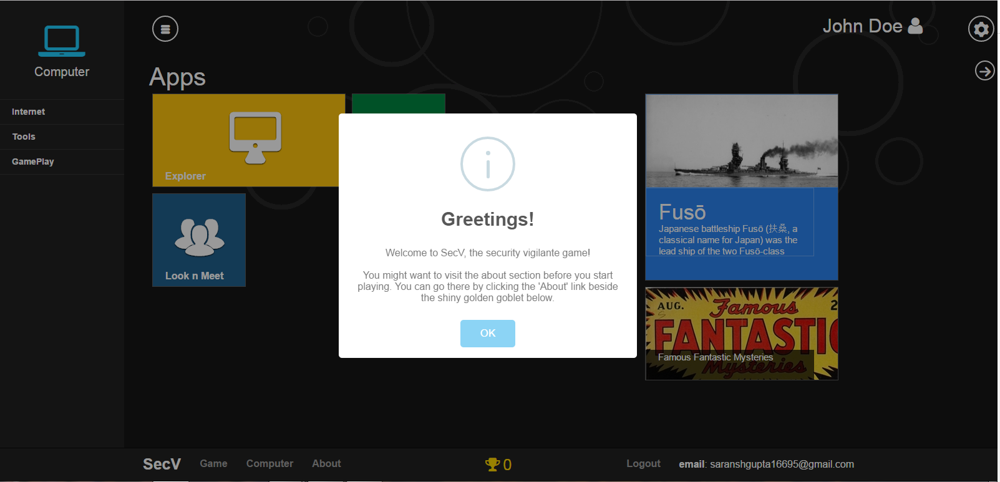 Computer
Internet
Tools
GamePlay
John Doe
Apps
Explorer
Look n Meet
Greetings!
Welcome to SecV, the security vigilante game!
You might want to visit the about section before you start
playing. You can go there by clicking the 'About' link beside
the shiny golden goblet below.
OK
Fusō
Japanese battleship Fusō (扶桑, a
classical name for Japan) was the
lead ship of the two Fusō-class
AUG.
2
Famous
FANTASTIC
Mysteries
Famous Fantastic Mysteries
SecV
Game
Computer
About
0
Logout
email: saranshgupta16695@gmail.com